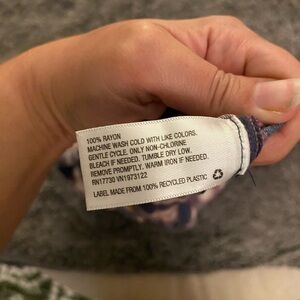 100% RAYON
MACHINE WASH COLD WITH LIKE COLORS.
GENTLE CYCLE. ONLY NON-CHLORINE
BLEACH IF NEEDED. TUMBLE DRY LOW.
REMOVE PROMPTLY. WARM IRON IF NEEDED.
RN17730 VN1973122
LABEL MADE FROM 100% RECYCLED PLASTIC